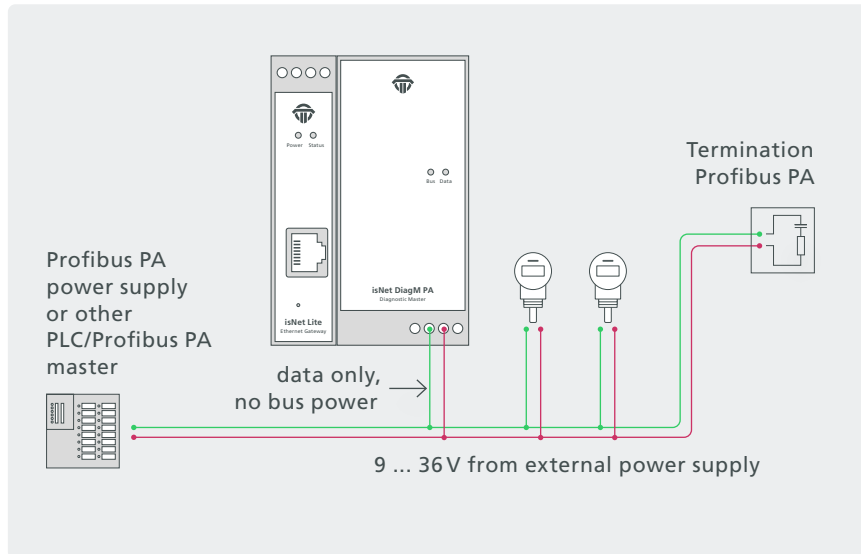 Power Status
Bus Data
isNet DiagM PA
Diagnostic Master
isNet Lite
Ethernet Gateway
Termination
Profibus PA
Profibus PA
power supply
or other
PLC/Profibus PA
master
data only,
no bus power
9 ... 36 V from external power supply